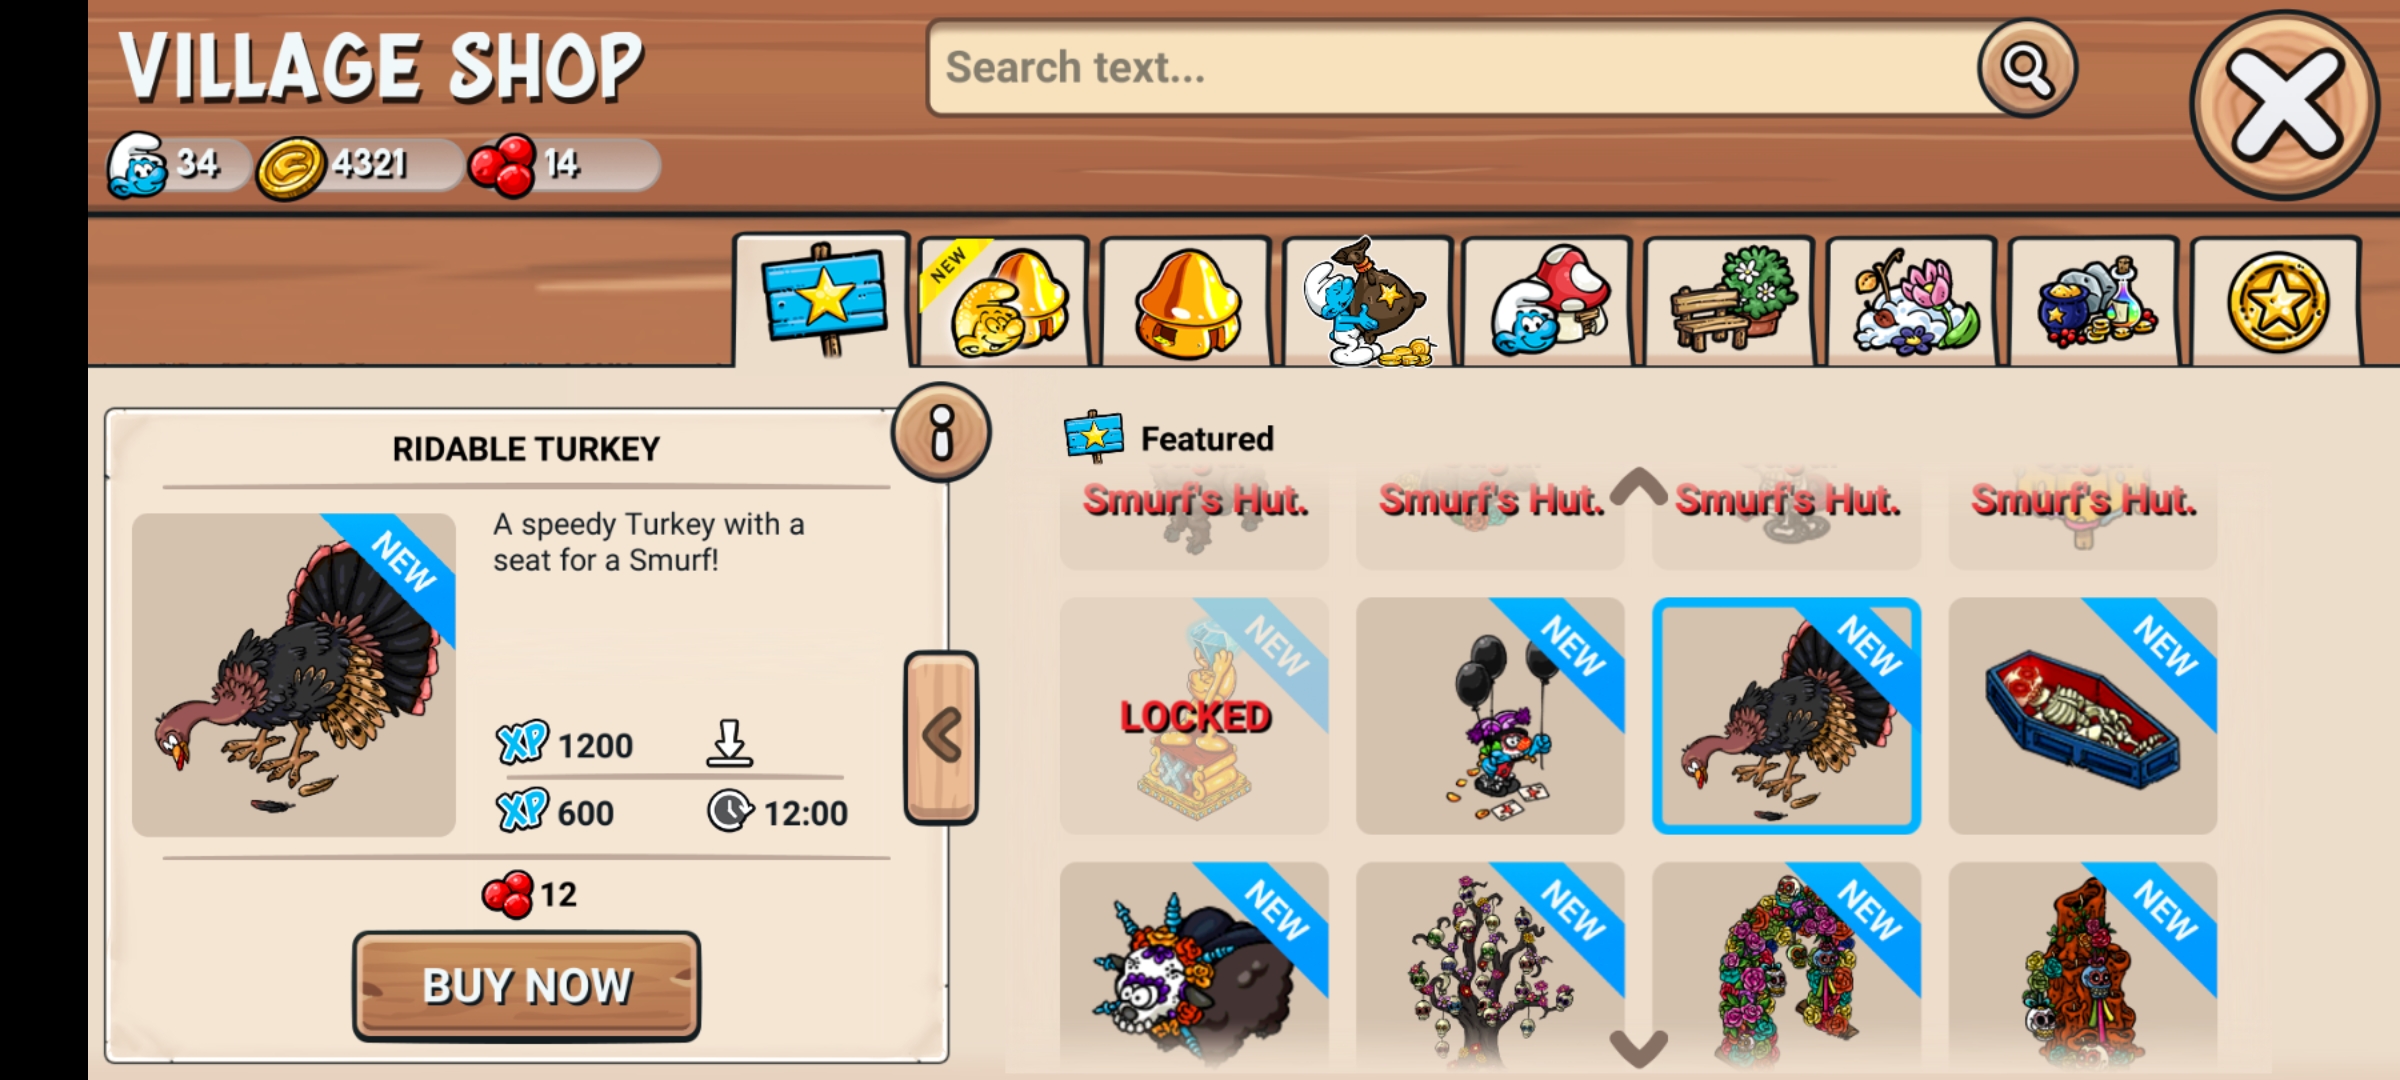 VILLAGE SHOP
Search text...
34
4321
14
NEW
RIDABLE TURKEY
Featured
Smurf's Hut.
Smurf's Hut.
Smurf's Hut.
Smurf's Hut.
NEW
A speedy Turkey with a
seat for a Smurf!
XP 1200
XP 600
12:00
12
BUY NOW
NEW
LOCKED
NEW
NEW
NEW
NEW
NEW
NEW
NEW